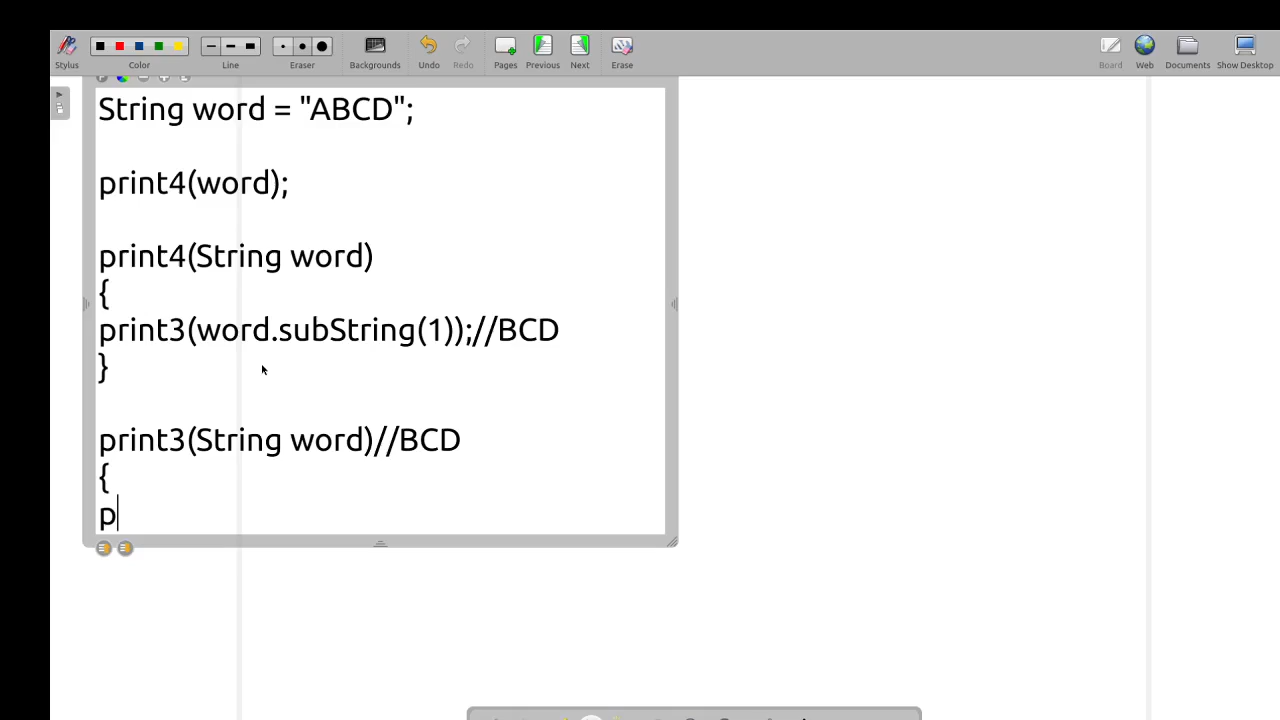 Stylus Color Line Eraser Backgrounds Undo Redo Pages Previous Next Erase Board Web Documents Show Desktop
String word = "ABCD";
print4(word);
print4(String word)
{
print3(word.subString(1));//BCD
}
print3(String word)//BCD
{
p